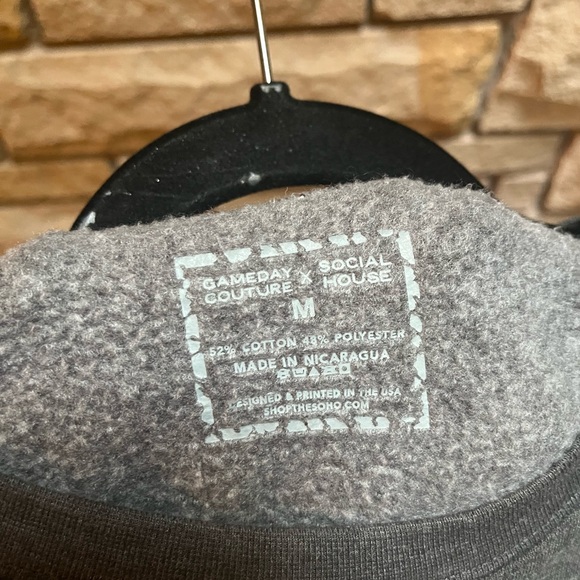 GAMEDAY X SOCIAL
COUTURE HOUSE
M
52% COTTON 48% POLYESTER
MADE IN NICARAGUA
DESIGNED & PRINTED IN THE USA
SHOPTHESOHO.COM